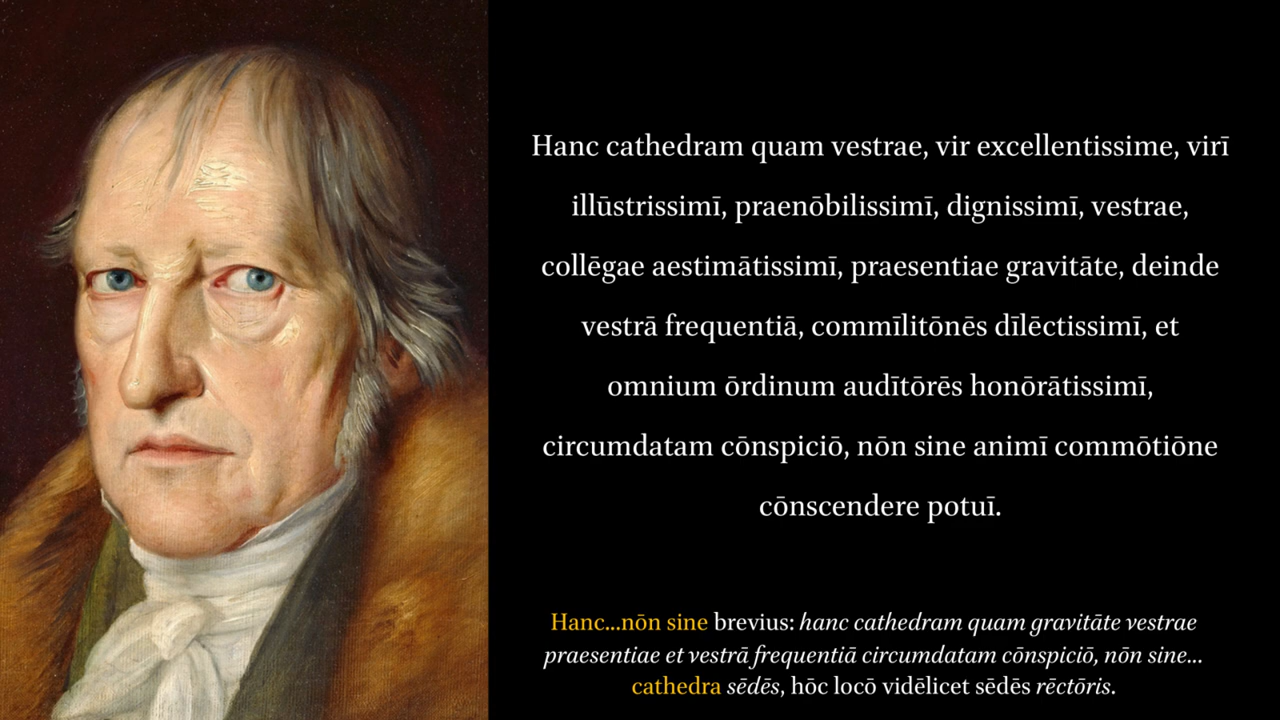 Hanc cathedram quam vestrae, vir excellentissime, virī
illūstrissimī, praenōbilissimī, dignissimī, vestrae,
collēgae aestimātissimī, praesentiae gravitāte, deinde
vestrā frequentiā, commīlitōnēs dīlēctissimī, et
omnium ōrdinum audītōrēs honōrātissimī,
circumdatam cōnspiciō, nōn sine animī commōtiōne
cōnscendere potuī.
Hanc...nōn sine brevius: hanc cathedram quam gravitāte vestrae
praesentiae et vestrā frequentiā circumdatam cōnspiciō, nōn sine...
cathedra sēdēs, hōc locō vidēlicet sēdēs rēctōris.